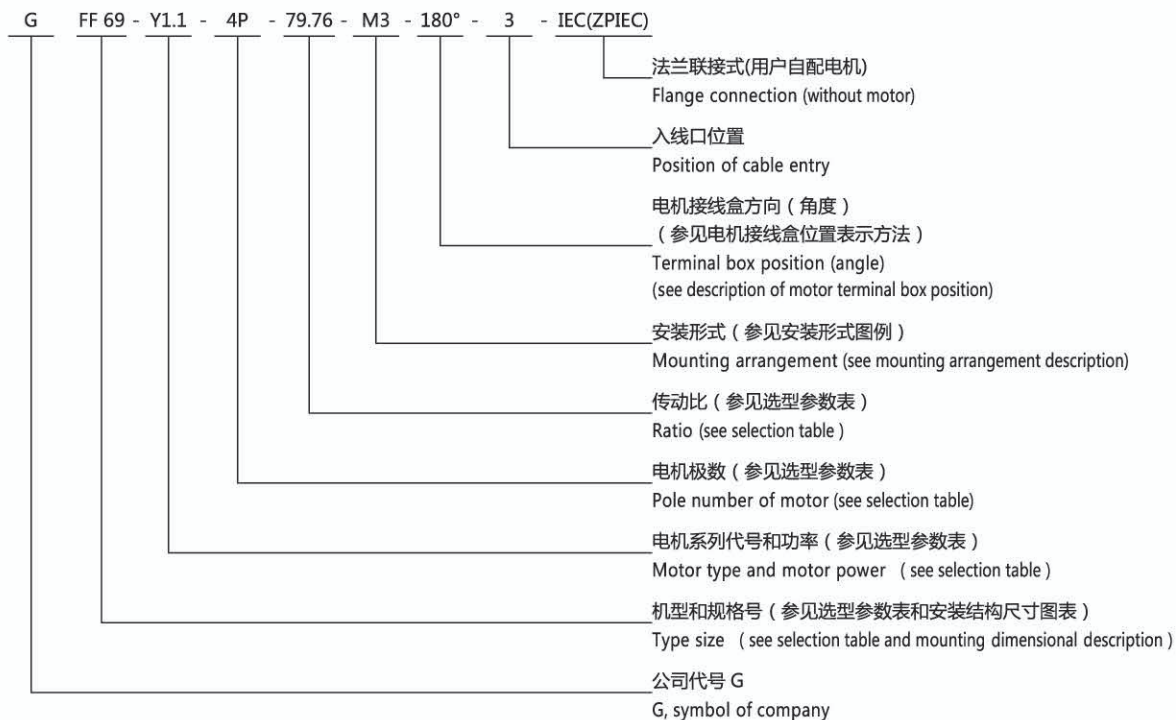 G FF 69 - Y1.1 - 4P - 79.76 - M3 - 180° - 3 - IEC(ZPIEC)
法兰联接式(用户自配电机)
Flange connection (without motor)
入线口位置
Position of cable entry
电机接线盒方向（角度）
（参见电机接线盒位置表示方法）
Terminal box position (angle)
(see description of motor terminal box position)
安装形式（参见安装形式图例）
Mounting arrangement (see mounting arrangement description)
传动比（参见选型参数表）
Ratio (see selection table )
电机极数（参见选型参数表）
Pole number of motor (see selection table)
电机系列代号和功率（参见选型参数表）
Motor type and motor power （see selection table )
机型和规格号（参见选型参数表和安装结构尺寸图表）
Type size （see selection table and mounting dimensional description )
公司代号 G
G, symbol of company